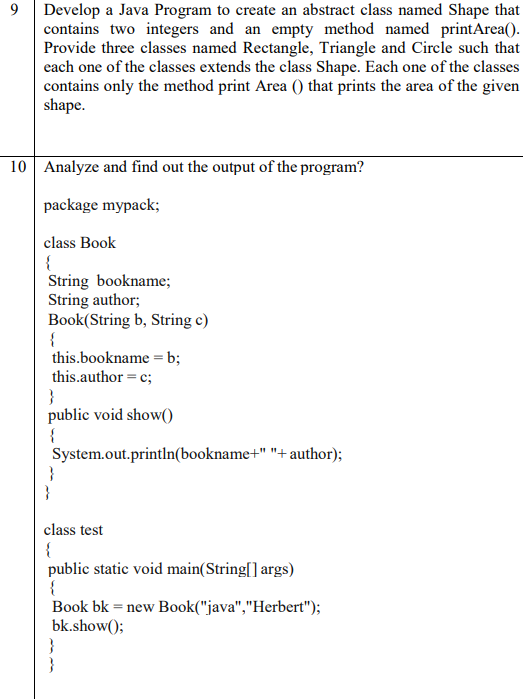 9 Develop a Java Program to create an abstract class named Shape that
contains two integers and an empty method named printArea().
Provide three classes named Rectangle, Triangle and Circle such that
each one of the classes extends the class Shape. Each one of the classes
contains only the method print Area () that prints the area of the given
shape.
10 Analyze and find out the output of the program?
package mypack;
class Book
{
String bookname;
String author;
Book(String b, String c)
{
this.bookname = b;
this.author = c;
}
public void show()
{
System.out.println(bookname+" "+ author);
}
}
class test
{
public static void main(String[] args)
{
Book bk = new Book("java","Herbert");
bk.show();
}
}